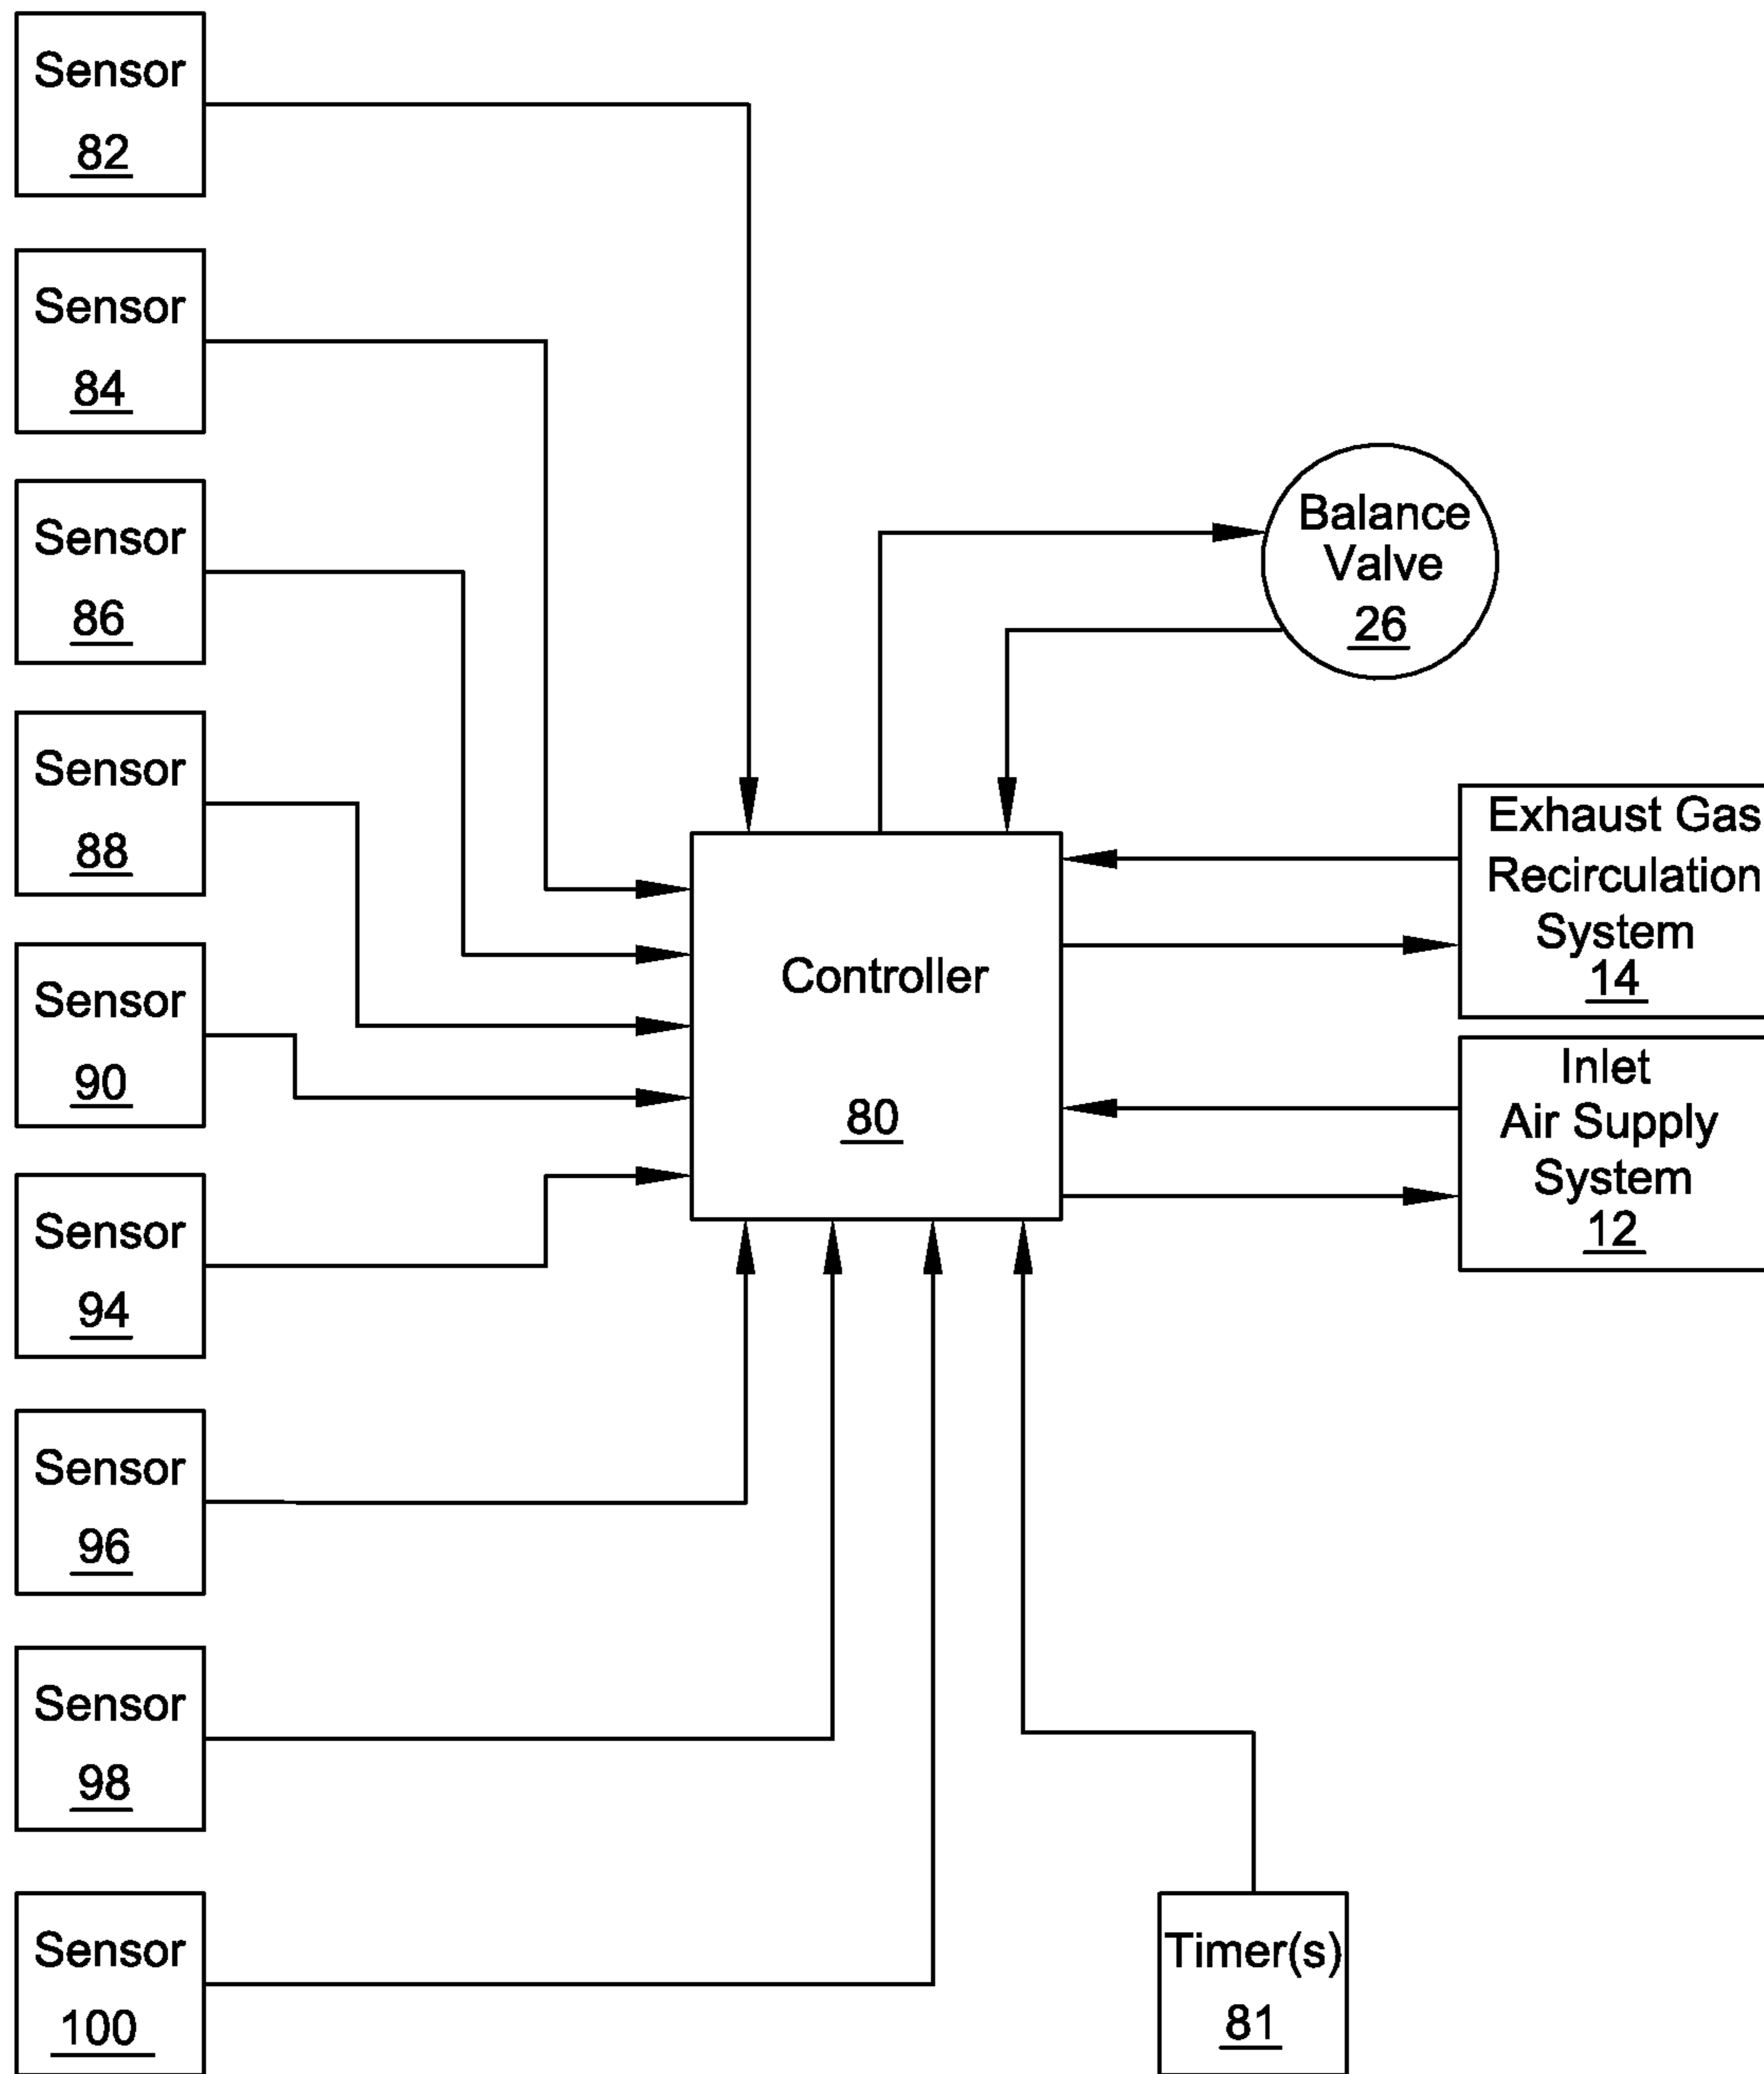 Sensor
82
Sensor
84
Sensor
86
Sensor
88
Sensor
90
Sensor
94
Sensor
96
Sensor
98
Sensor
100
Controller
80
Balance
Valve
26
Exhaust Gas
Recirculation
System
14
Inlet
Air Supply
System
12
Timer(s)
81